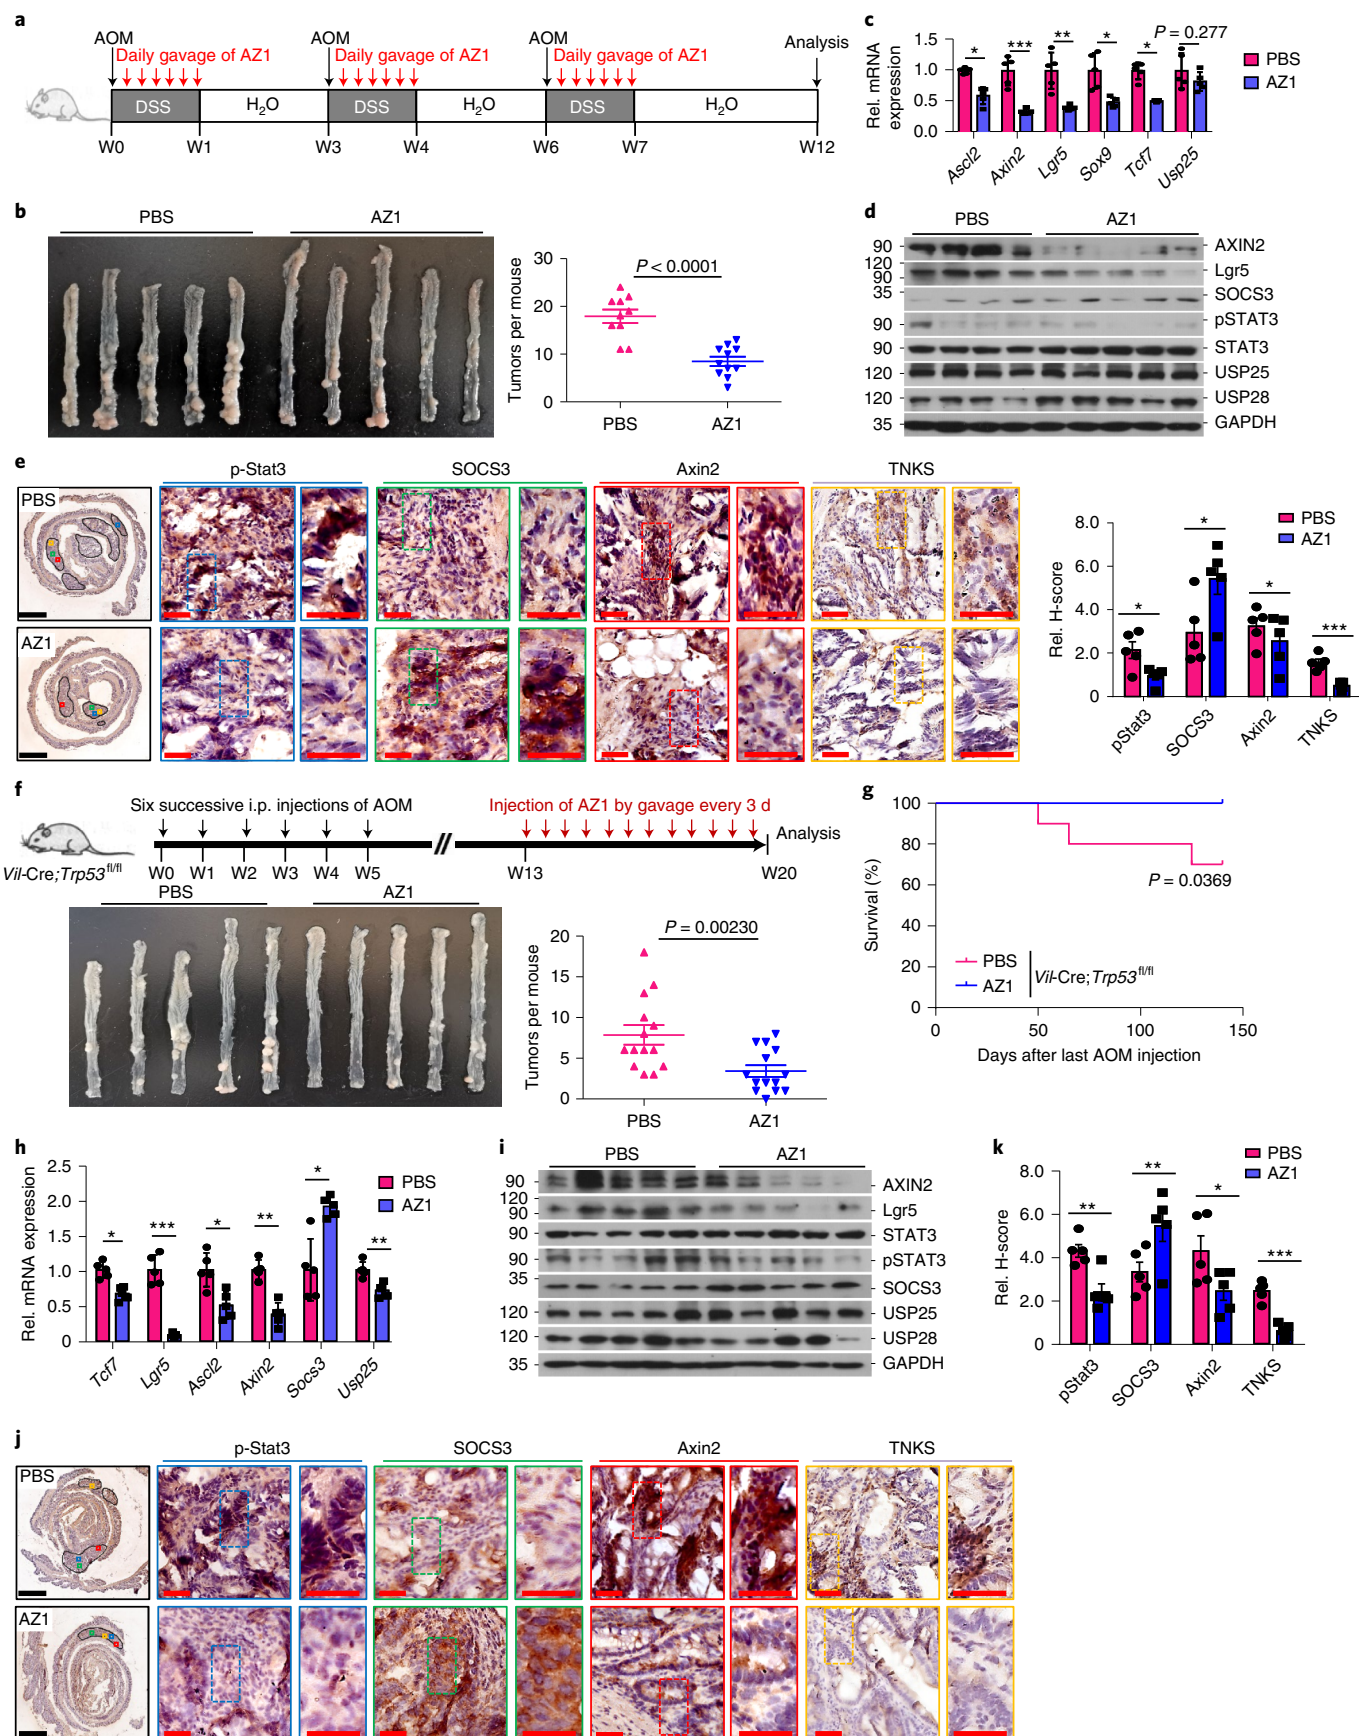 a
AOM AOM AOM Analysis
Daily gavage of AZ1 Daily gavage of AZ1 Daily gavage of AZ1
DSS H2O DSS H2O DSS H2O
W0 W1 W3 W4 W6 W7 W12
c
Rel. mRNA expression
1.5
1.0
0.5
0.0
* *** ** * * P = 0.277
PBS
AZ1
Ascl2 Axin2 Lgr5 Sox9 Tcf7 Usp25
b
PBS AZ1
Tumors per mouse
30
20
10
0
P < 0.0001
PBS AZ1
d
PBS AZ1
90 AXIN2
120
90 Lgr5
35 SOCS3
90 pSTAT3
90 STAT3
120 USP25
120 USP28
35 GAPDH
e
p-Stat3 SOCS3 Axin2 TNKS
PBS
AZ1
Rel. H-score
8.0
6.0
4.0
2.0
0
* * * ***
PBS
AZ1
pStat3 SOCS3 Axin2 TNKS
f
Six successive i.p. injections of AOM Injection of AZ1 by gavage every 3 d
Analysis
Vil-Cre;Trp53fl/fl
W0 W1 W2 W3 W4 W5 W13 W20
PBS AZ1
Tumors per mouse
20
15
10
5
0
P = 0.00230
PBS AZ1
g
Survival (%)
100
80
60
40
20
0
P = 0.0369
PBS
AZ1
Vil-Cre;Trp53fl/fl
0 50 100 150
Days after last AOM injection
h
Rel. mRNA expression
2.5
2.0
1.5
1.0
0.5
0
* *** * ** * **
PBS
AZ1
Tcf7 Lgr5 Ascl2 Axin2 Socs3 Usp25
i
PBS AZ1
90 AXIN2
120
90 Lgr5
90 STAT3
90 pSTAT3
35 SOCS3
120 USP25
120 USP28
35 GAPDH
k
Rel. H-score
8.0
6.0
4.0
2.0
0
** ** * ***
PBS
AZ1
pStat3 SOCS3 Axin2 TNKS
j
p-Stat3 SOCS3 Axin2 TNKS
PBS
AZ1